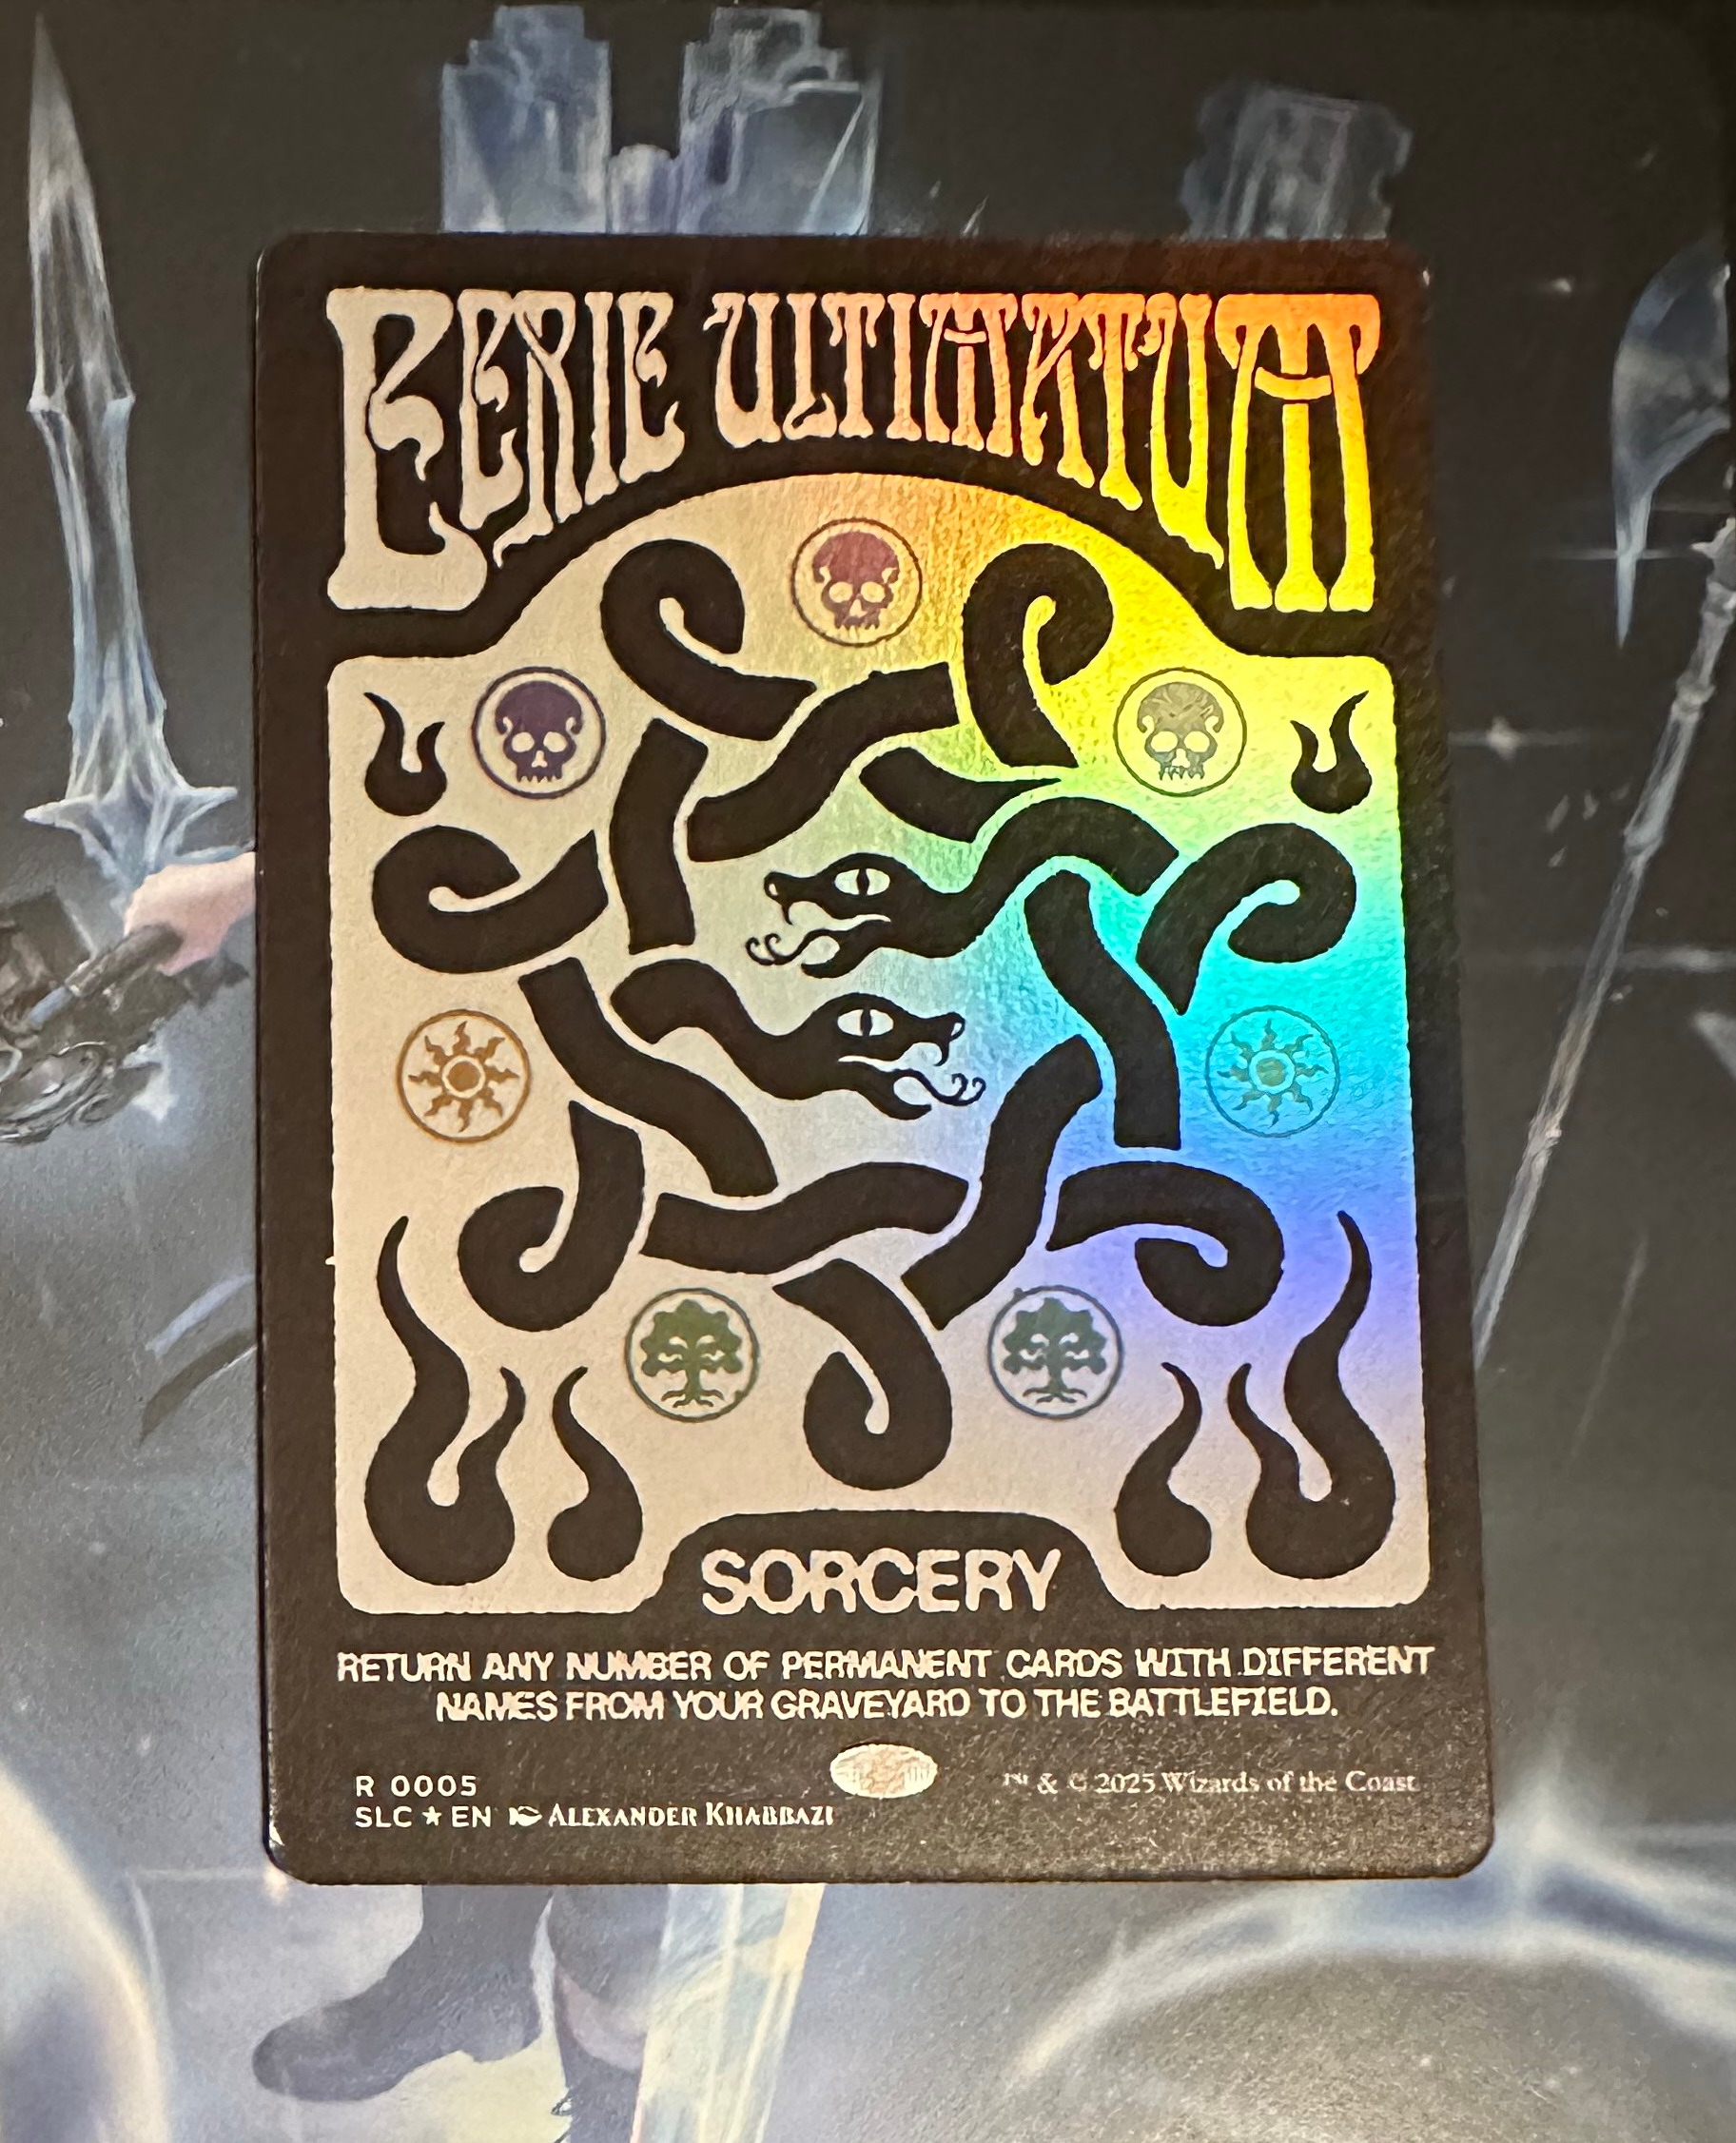 EERIE ULTIMATUM
SORCERY
RETURN ANY NUMBER OF PERMANENT CARDS WITH DIFFERENT
NAMES FROM YOUR GRAVEYARD TO THE BATTLEFIELD.
R 0005
™ & © 2025 Wizards of the Coast
SLC ★ EN ALEXANDER KHABBAZI